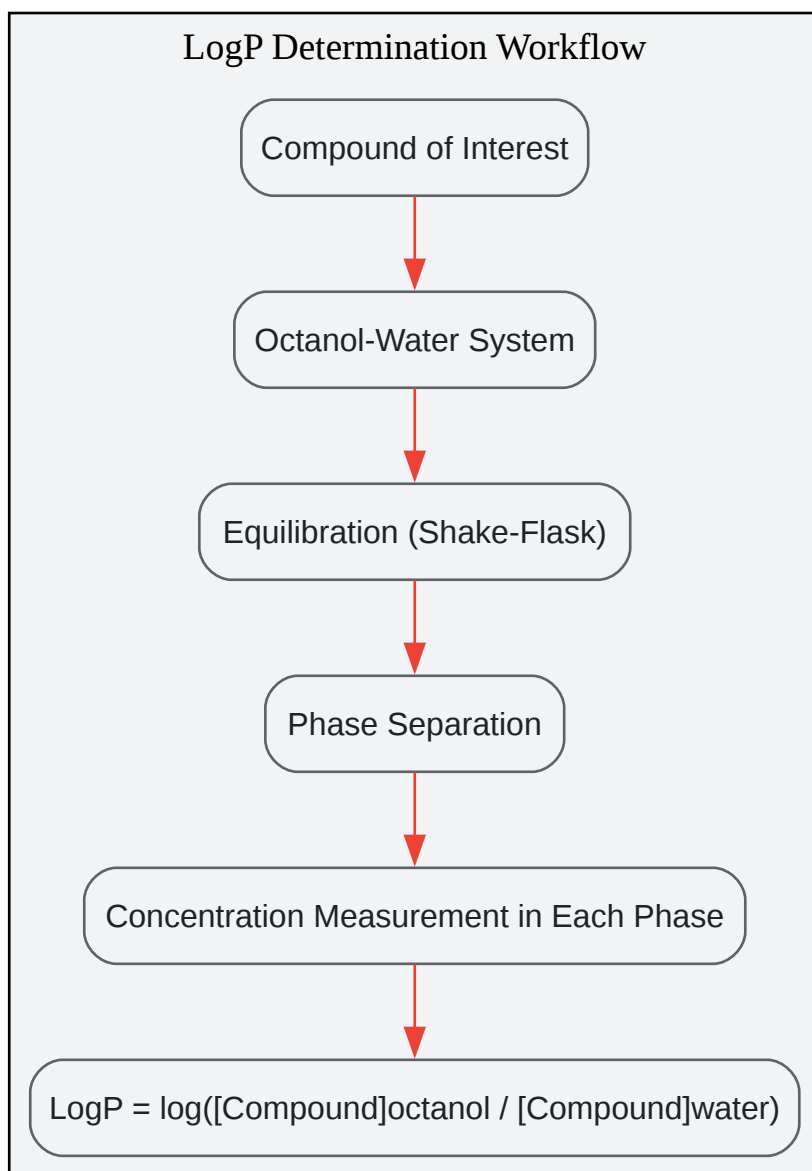 LogP Determination Workflow
Compound of Interest
Octanol-Water System
Equilibration (Shake-Flask)
Phase Separation
Concentration Measurement in Each Phase
LogP = log([Compound]octanol / [Compound]water)